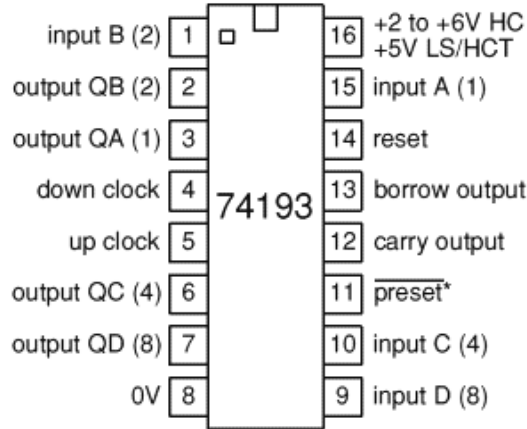 input B (2) 1
output QB (2) 2
output QA (1) 3
down clock 4
up clock 5
output QC (4) 6
output QD (8) 7
0V 8
74193
16 +2 to +6V HC
+5V LS/HCT
15 input A (1)
14 reset
13 borrow output
12 carry output
11 preset*
10 input C (4)
9 input D (8)